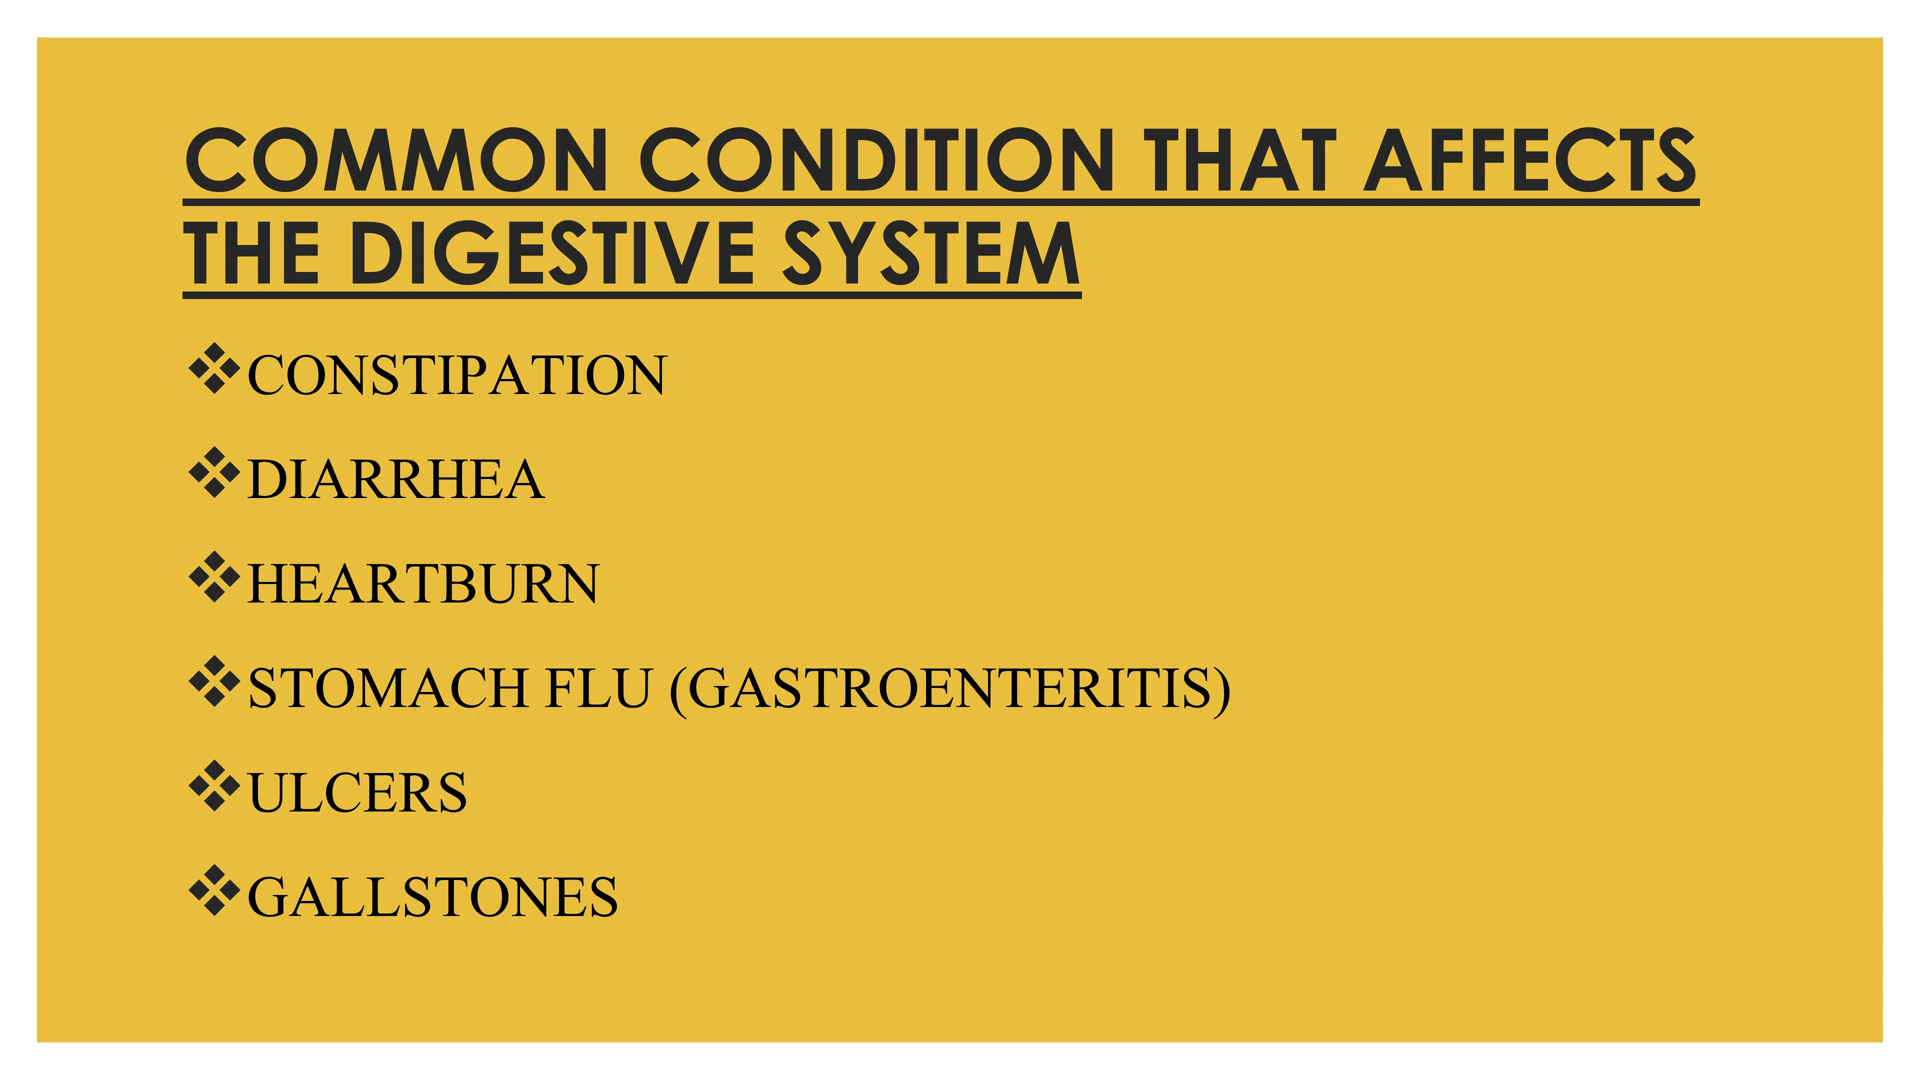 COMMON CONDITION THAT AFFECTS
THE DIGESTIVE SYSTEM
❖CONSTIPATION
❖DIARRHEA
❖HEARTBURN
❖STOMACH FLU (GASTROENTERITIS)
❖ULCERS
❖GALLSTONES